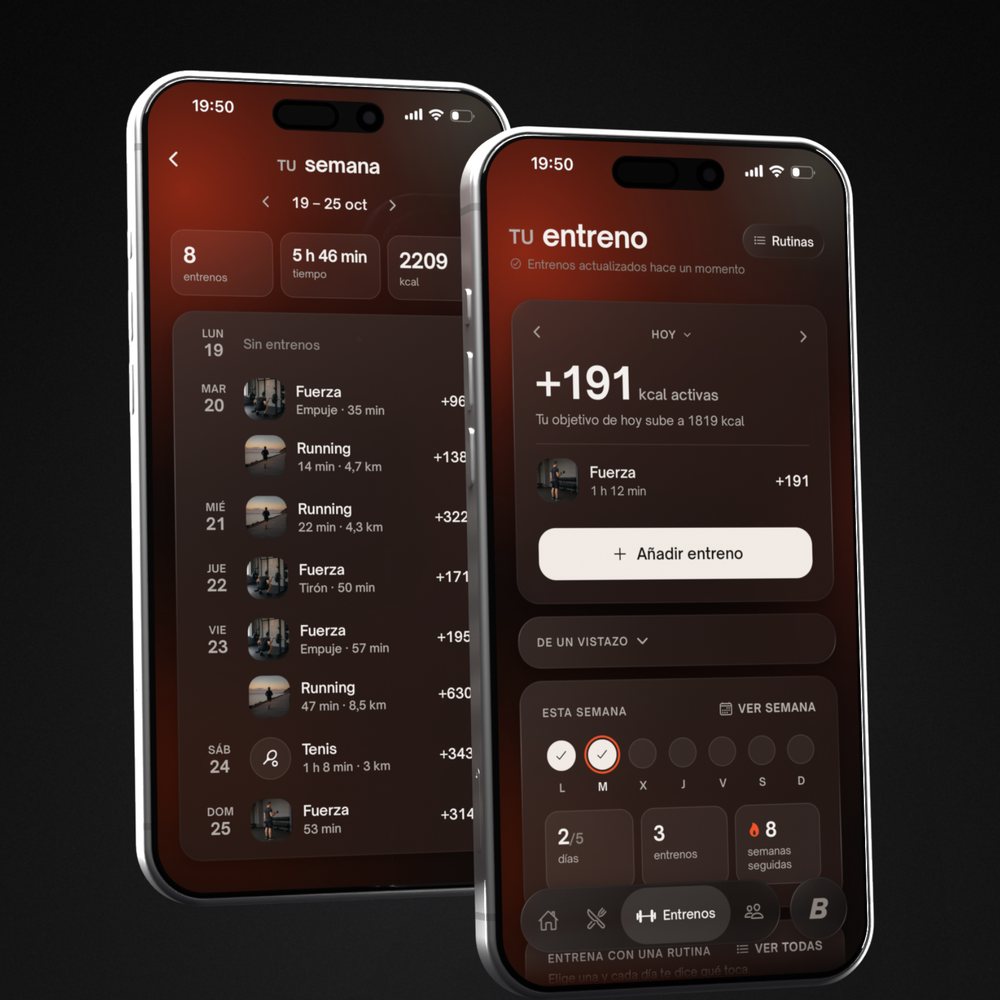 19:50
TU semana
19 – 25 oct
8
entrenos
5 h 46 min
tiempo
2209
kcal
LUN
19
Sin entrenos
MAR
20
Fuerza
Empuje · 35 min
+96
Running
14 min · 4,7 km
+138
MIÉ
21
Running
22 min · 4,3 km
+322
JUE
22
Fuerza
Tirón · 50 min
+171
VIE
23
Fuerza
Empuje · 57 min
+195
Running
47 min · 8,5 km
+630
SÁB
24
Tenis
1 h 8 min · 3 km
+343
DOM
25
Fuerza
53 min
+314
19:50
TU entreno
Rutinas
Entrenos actualizados hace un momento
HOY
+191 kcal activas
Tu objetivo de hoy sube a 1819 kcal
Fuerza
1 h 12 min
+191
+ Añadir entreno
DE UN VISTAZO
ESTA SEMANA
VER SEMANA
L M X J V S D
2/5
días
3
entrenos
8
semanas
seguidas
Entrenos
B
ENTRENA CON UNA RUTINA
VER TODAS
Elige una y cada día te dice qué toca.